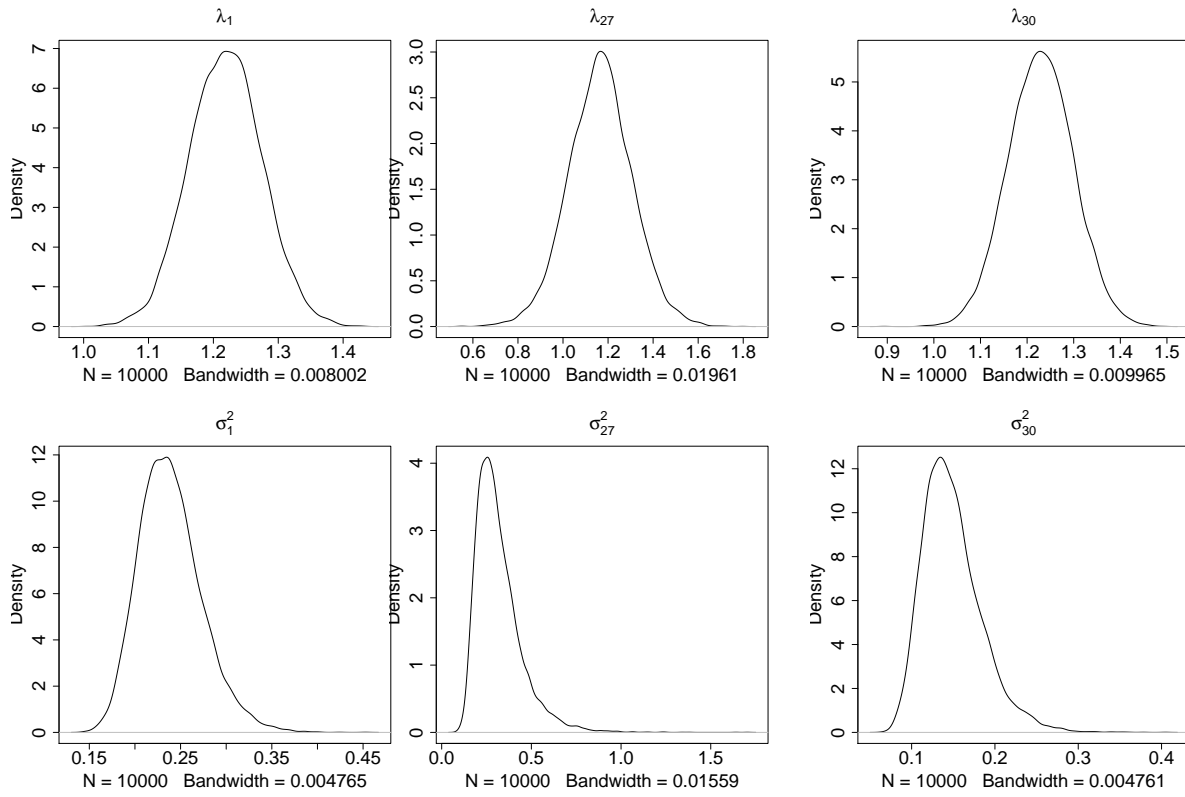 λ1
λ27
λ30
Density
0 1 2 3 4 5 6 7
1.0 1.1 1.2 1.3 1.4
N = 10000 Bandwidth = 0.008002
Density
0.0 0.5 1.0 1.5 2.0 2.5 3.0
0.6 0.8 1.0 1.2 1.4 1.6 1.8
N = 10000 Bandwidth = 0.01961
Density
0 1 2 3 4 5
0.9 1.0 1.1 1.2 1.3 1.4 1.5
N = 10000 Bandwidth = 0.009965
σ²1
σ²27
σ²30
Density
0 2 4 6 8 10 12
0.15 0.25 0.35 0.45
N = 10000 Bandwidth = 0.004765
Density
0 1 2 3 4
0.0 0.5 1.0 1.5
N = 10000 Bandwidth = 0.01559
Density
0 2 4 6 8 10 12
0.1 0.2 0.3 0.4
N = 10000 Bandwidth = 0.004761